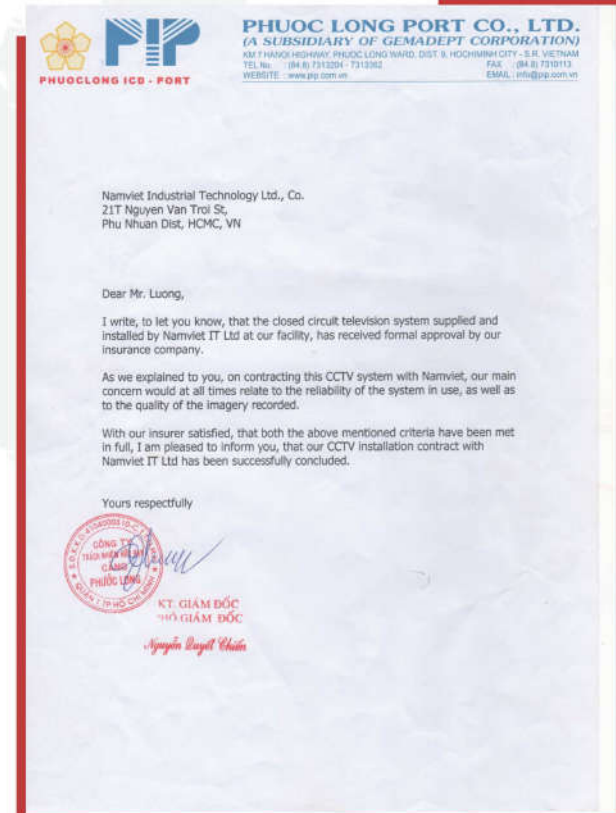 PIP
PHUOCLONG ICD - PORT
PHUOC LONG PORT CO., LTD.
(A SUBSIDIARY OF GEMADEPT CORPORATION)
KM 7 HANOI HIGHWAY, PHUOC LONG WARD, DIST 9, HOCHIMINH CITY - S.R. VIETNAM
TEL No. : (84.8) 7313204 - 7313362 FAX : (84.8) 7310113
WEBSITE : www.pip.com.vn EMAIL : info@pip.com.vn
Namviet Industrial Technology Ltd., Co.
21T Nguyen Van Troi St,
Phu Nhuan Dist, HCMC, VN
Dear Mr. Luong,
I write, to let you know, that the closed circuit television system supplied and
installed by Namviet IT Ltd at our facility, has received formal approval by our
insurance company.
As we explained to you, on contracting this CCTV system with Namviet, our main
concern would at all times relate to the reliability of the system in use, as well as
to the quality of the imagery recorded.
With our insurer satisfied, that both the above mentioned criteria have been met
in full, I am pleased to inform you, that our CCTV installation contract with
Namviet IT Ltd has been successfully concluded.
Yours respectfully
CÔNG TY
CẢNG
PHƯỚC LONG
KT. GIÁM ĐỐC
PHÓ GIÁM ĐỐC
Nguyễn Quyết Chiến